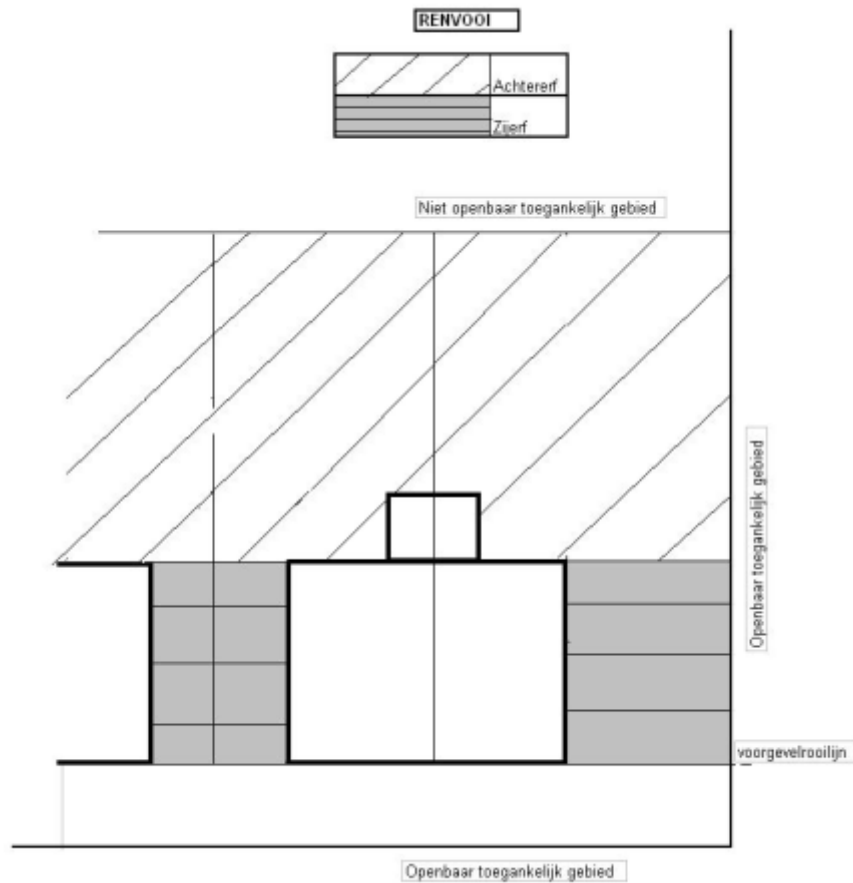 RENVOOI
Achtererf
Zijerf
Niet openbaar toegankelijk gebied
Openbaar toegankelijk gebied
voorgevelrooilijn
Openbaar toegankelijk gebied